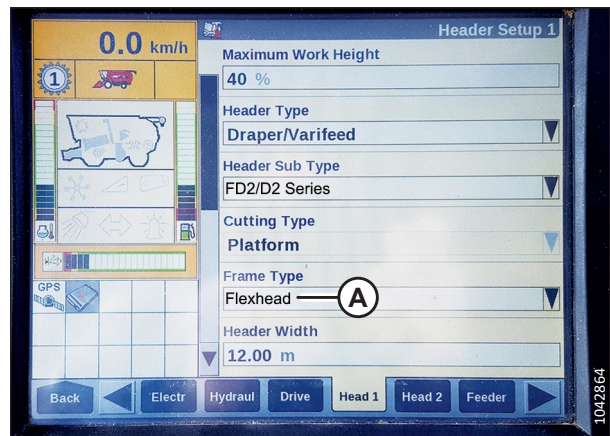 Header Setup 1
0.0 km/h
1
Maximum Work Height
40 %
Header Type
Draper/Varifeed
Header Sub Type
FD2/D2 Series
Cutting Type
Platform
Frame Type
Flexhead
A
Header Width
12.00 m
GPS
Back
Electr
Hydraul
Drive
Head 1
Head 2
Feeder
1042864